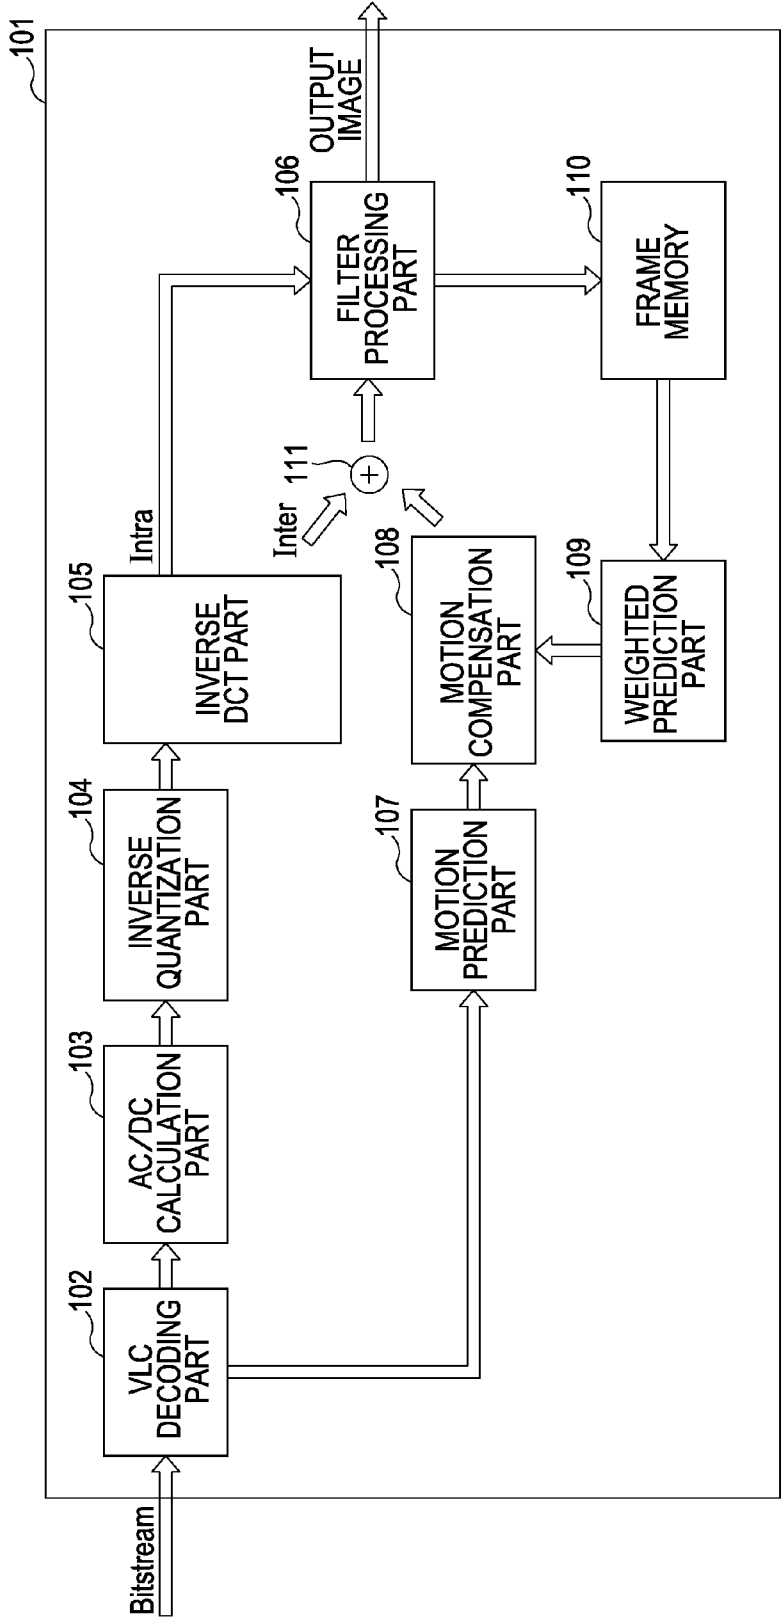 101
Bitstream
102
VLC
DECODING
PART
103
AC/DC
CALCULATION
PART
104
INVERSE
QUANTIZATION
PART
105
INVERSE
DCT PART
Intra
Inter
111
+
106
FILTER
PROCESSING
PART
OUTPUT
IMAGE
107
MOTION
PREDICTION
PART
108
MOTION
COMPENSATION
PART
109
WEIGHTED
PREDICTION
PART
110
FRAME
MEMORY